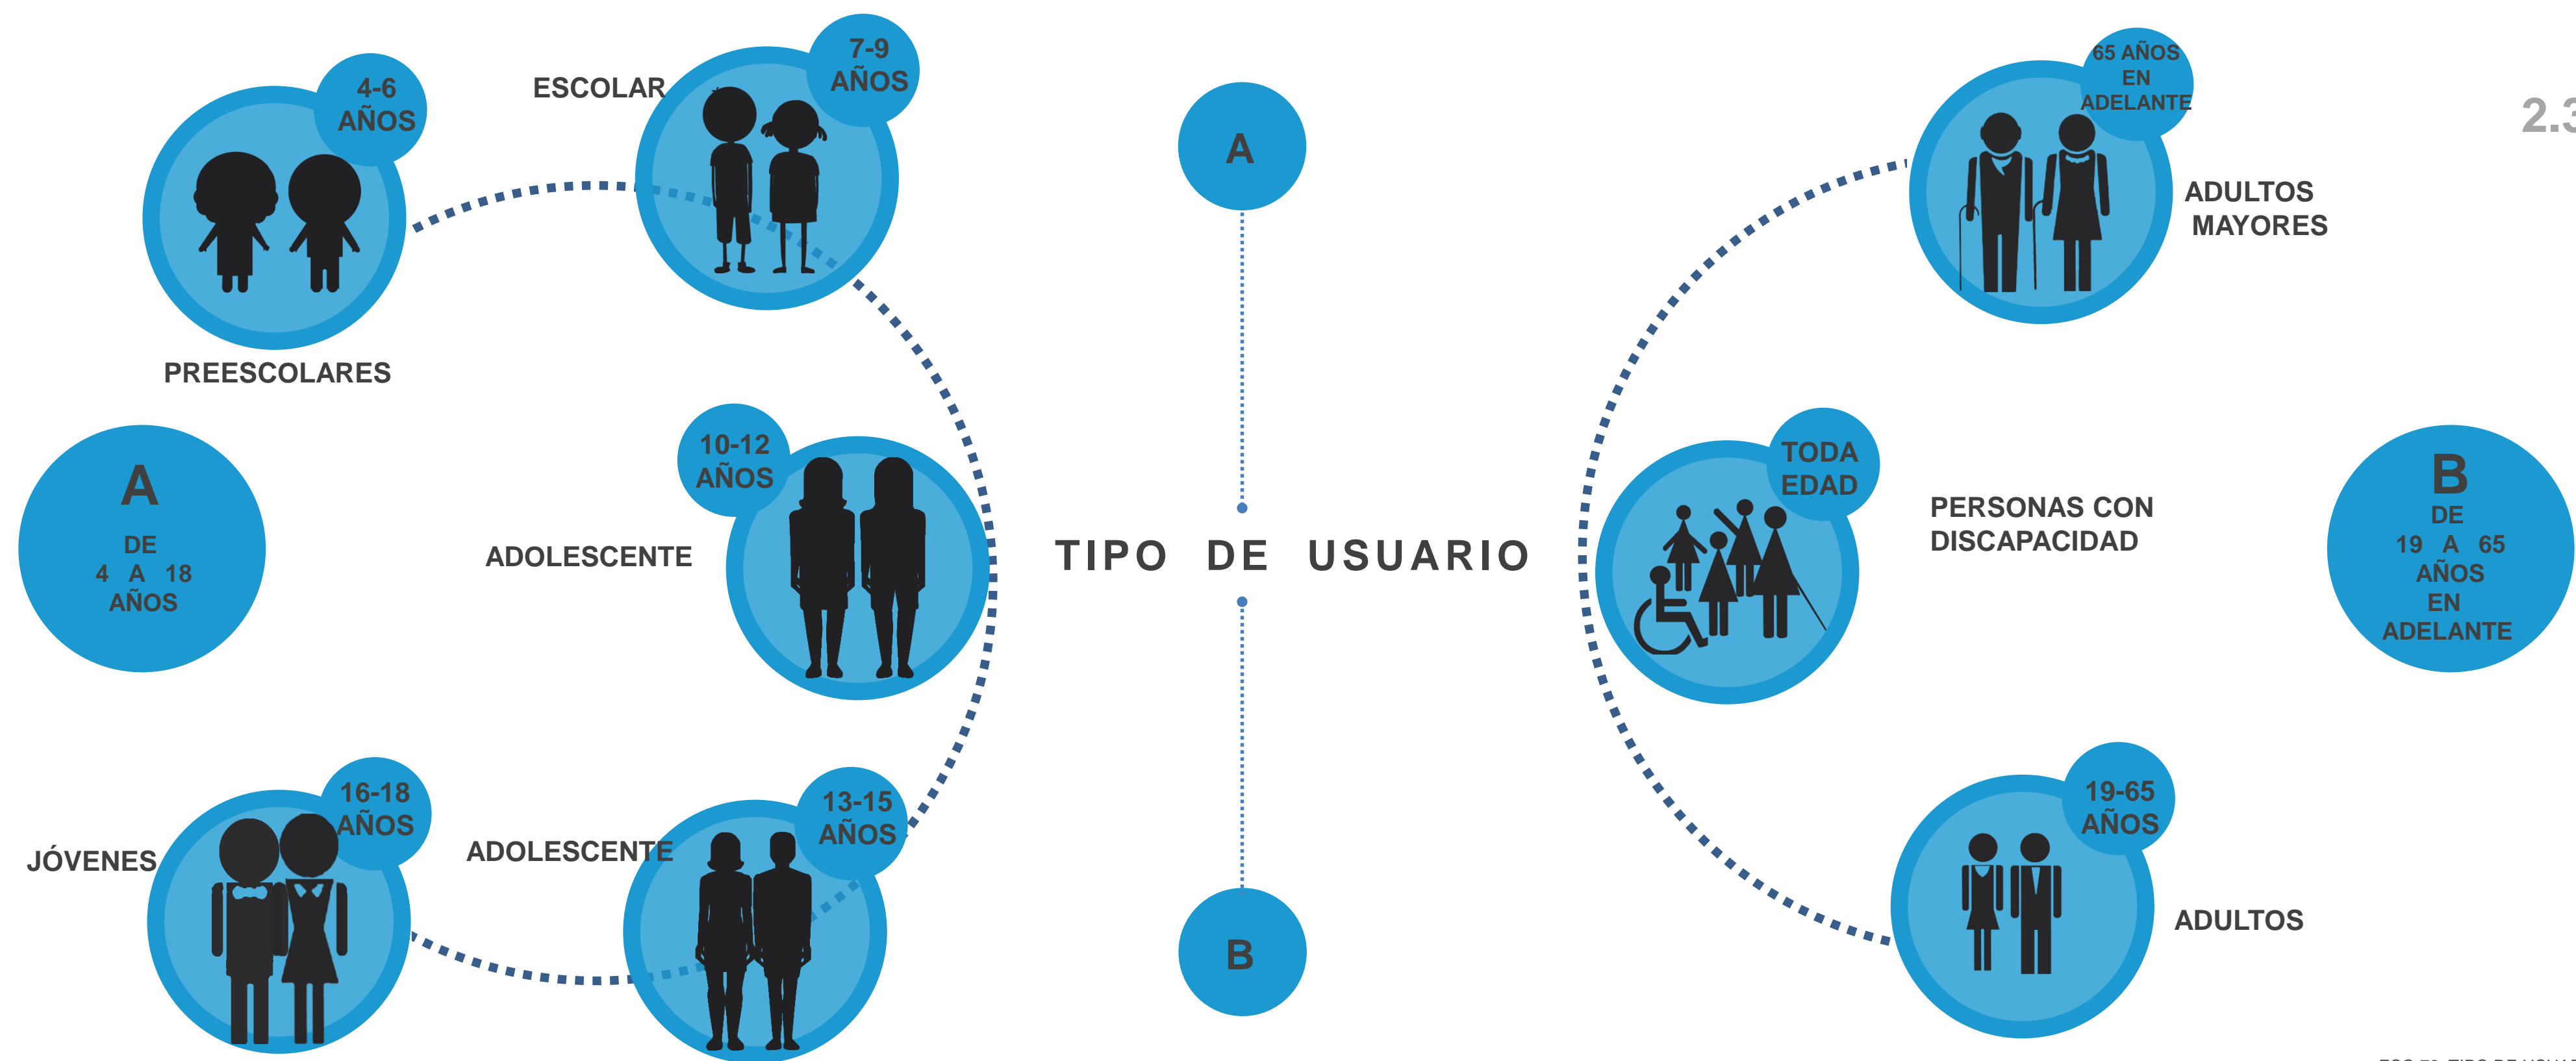 4-6
AÑOS
PREESCOLARES
ESCOLAR
7-9
AÑOS
A
DE
4 A 18
AÑOS
10-12
AÑOS
ADOLESCENTE
16-18
AÑOS
JÓVENES
13-15
AÑOS
ADOLESCENTE
A
TIPO DE USUARIO
B
65 AÑOS
EN
ADELANTE
ADULTOS
MAYORES
TODA
EDAD
PERSONAS CON
DISCAPACIDAD
19-65
AÑOS
ADULTOS
B
DE
19 A 65
AÑOS
EN
ADELANTE
2.3